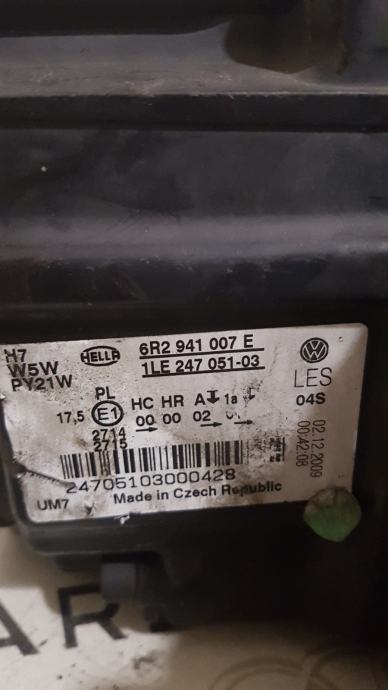 H7
W5W
PY21W
HELLA
6R2 941 007 E
1LE 247 051-03
LES
04S
PL
HC HR A 1a
17,5 E1 00 00 02
2714
2715
24705103000428
UM7
Made in Czech Republic
02.12.2009
00:42:08
AR